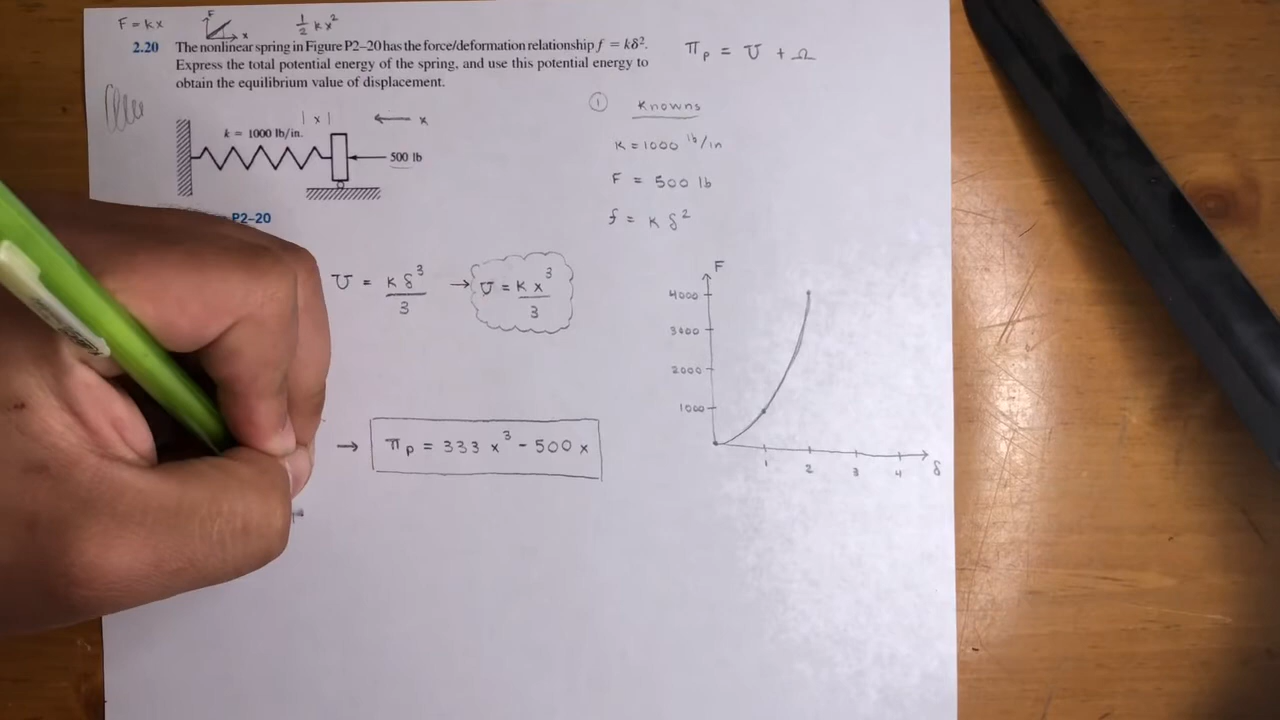 F = kx F x 1/2 kx²
2.20 The nonlinear spring in Figure P2–20 has the force/deformation relationship f = kδ².
Express the total potential energy of the spring, and use this potential energy to
obtain the equilibrium value of displacement.
πp = U + Ω
① Knowns
|x| ← x
k = 1000 lb/in.
500 lb
K = 1000 lb/in
F = 500 lb
f = K δ²
P2–20
U = K δ³ / 3 → U = K x³ / 3
→ πp = 333 x³ - 500 x
F
4000
3000
2000
1000
1 2 3 4 δ